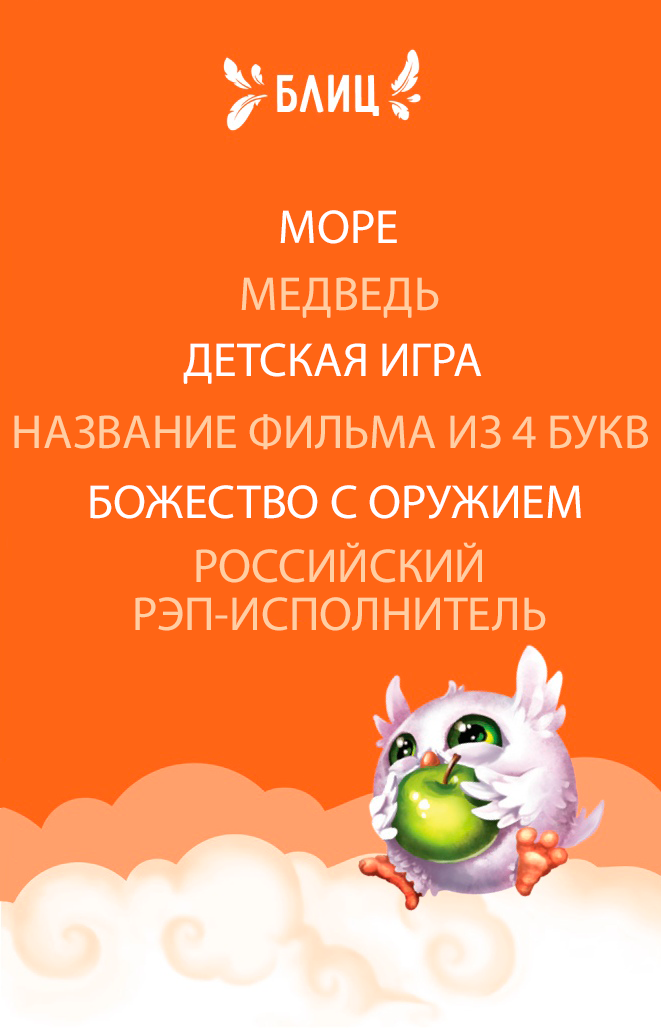 БЛИЦ
МОРЕ
МЕДВЕДЬ
ДЕТСКАЯ ИГРА
НАЗВАНИЕ ФИЛЬМА ИЗ 4 БУКВ
БОЖЕСТВО С ОРУЖИЕМ
РОССИЙСКИЙ
РЭП-ИСПОЛНИТЕЛЬ